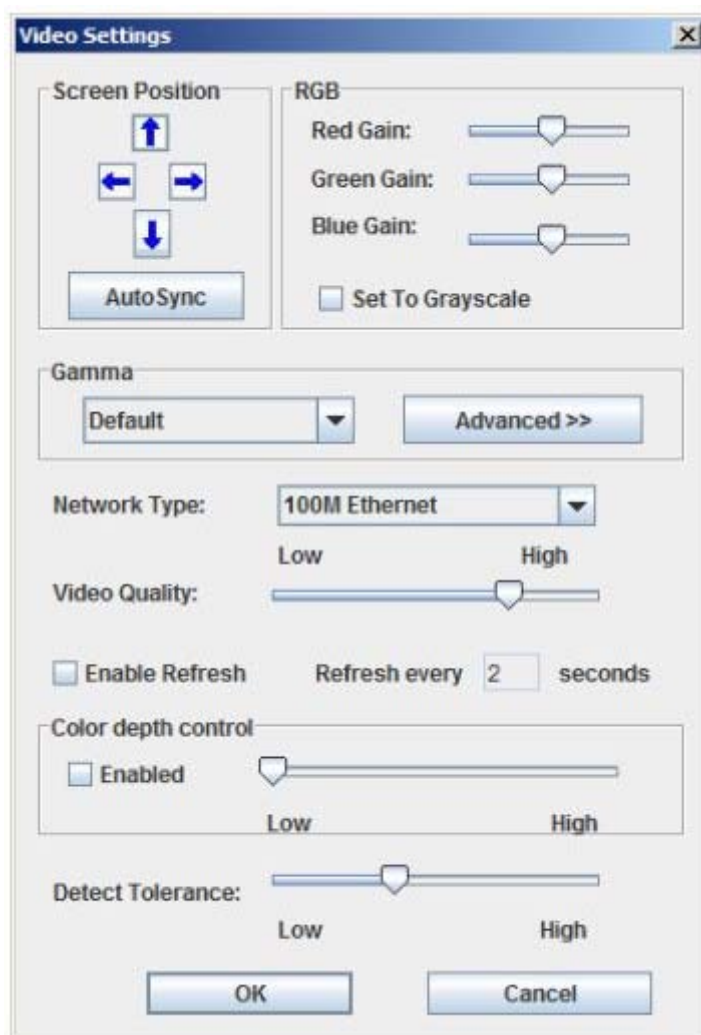 Video Settings
Screen Position
AutoSync
RGB
Red Gain:
Green Gain:
Blue Gain:
Set To Grayscale
Gamma
Default
Advanced >>
Network Type:
100M Ethernet
Low High
Video Quality:
Enable Refresh Refresh every 2 seconds
Color depth control
Enabled
Low High
Detect Tolerance:
Low High
OK Cancel